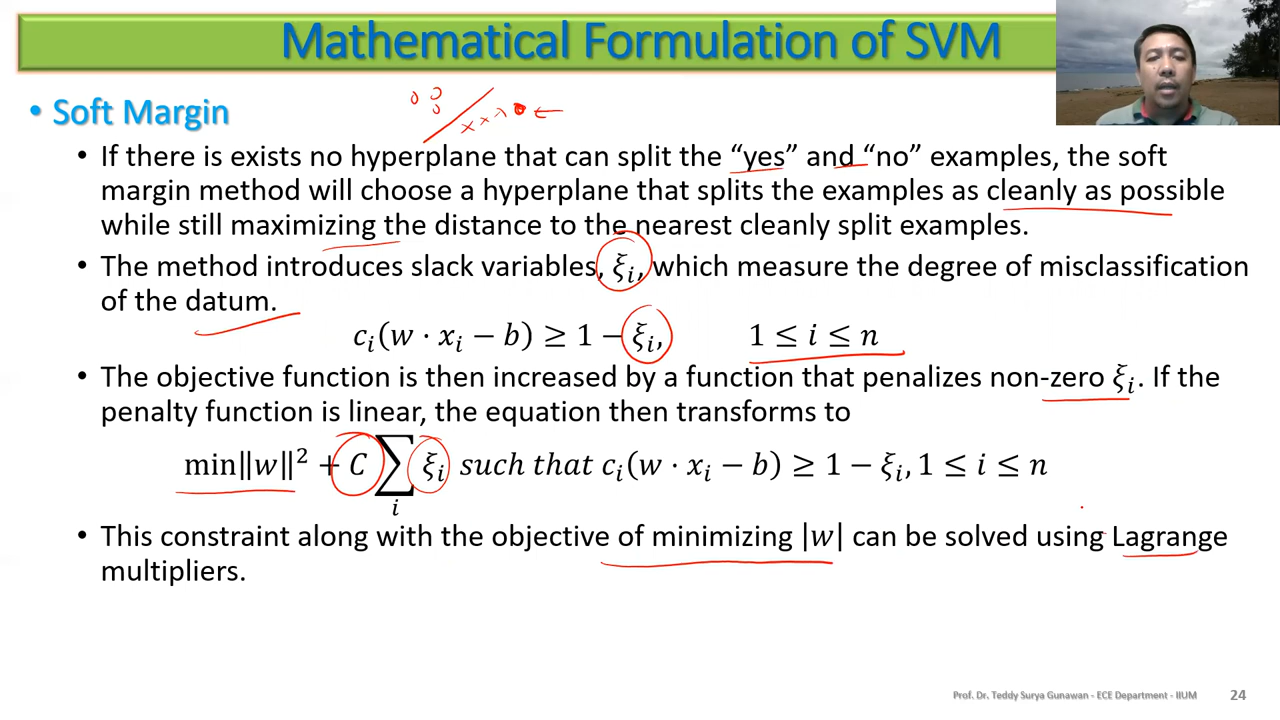 Mathematical Formulation of SVM
• Soft Margin
• If there is exists no hyperplane that can split the “yes” and “no” examples, the soft
margin method will choose a hyperplane that splits the examples as cleanly as possible
while still maximizing the distance to the nearest cleanly split examples.
• The method introduces slack variables, ξᵢ, which measure the degree of misclassification
of the datum.
cᵢ(w · xᵢ − b) ≥ 1 − ξᵢ, 1 ≤ i ≤ n
• The objective function is then increased by a function that penalizes non-zero ξᵢ. If the
penalty function is linear, the equation then transforms to
min‖w‖² + C ∑ᵢ ξᵢ such that cᵢ(w · xᵢ − b) ≥ 1 − ξᵢ, 1 ≤ i ≤ n
• This constraint along with the objective of minimizing |w| can be solved using Lagrange
multipliers.
Prof. Dr. Teddy Surya Gunawan - ECE Department - IIUM 24